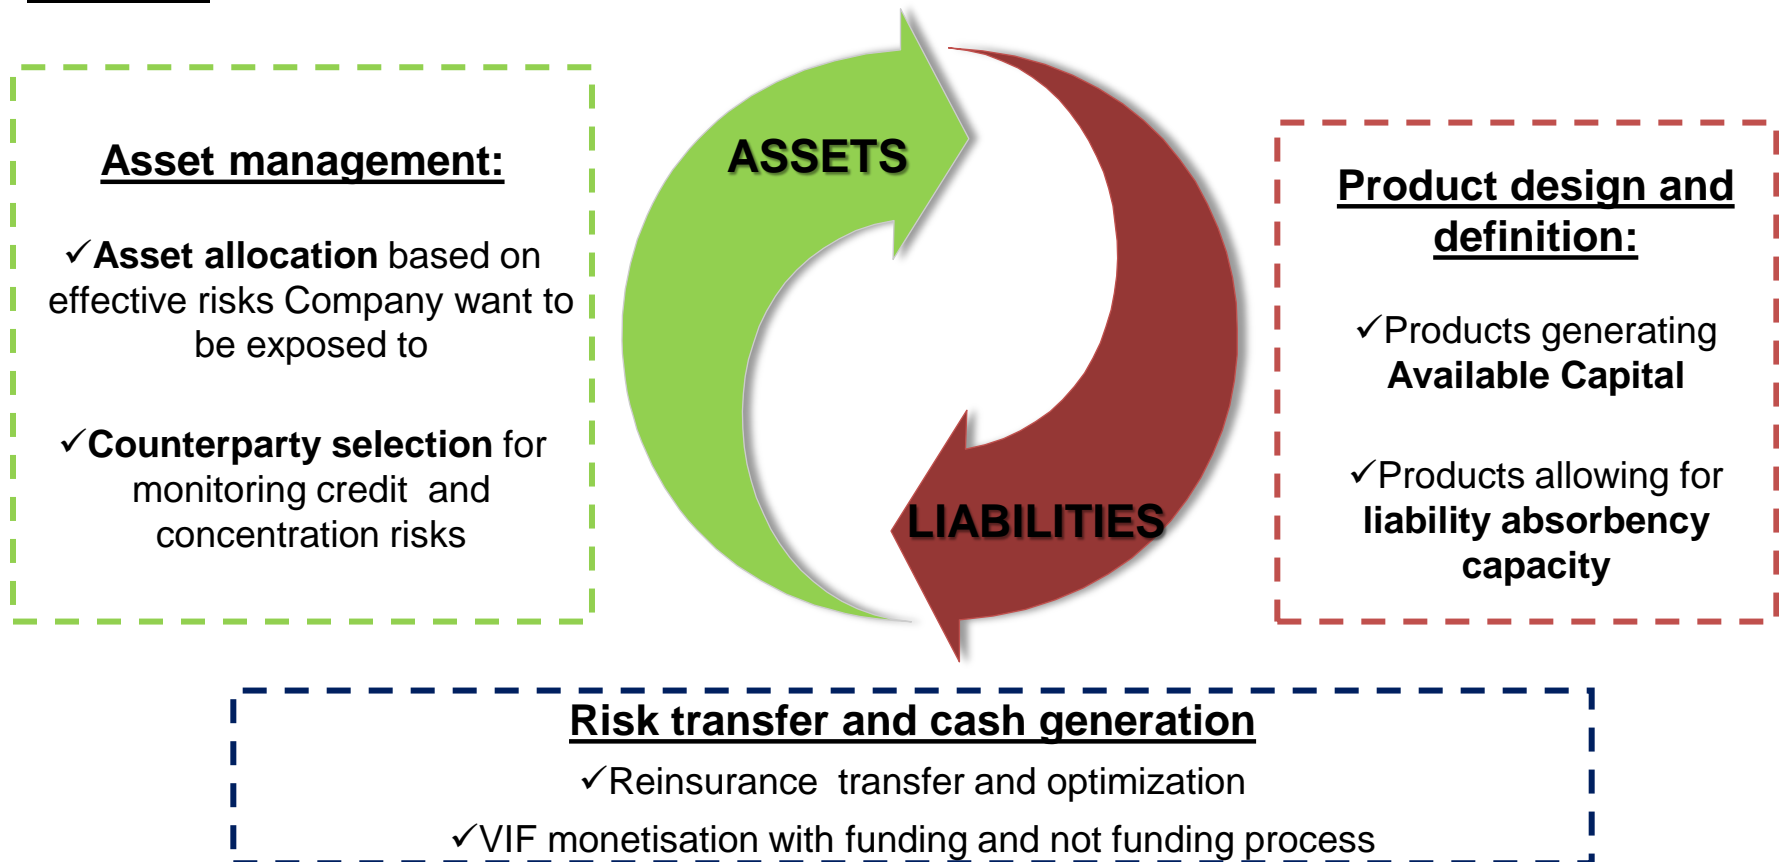 Asset management:
✓Asset allocation based on
effective risks Company want to
be exposed to
✓Counterparty selection for
monitoring credit and
concentration risks
ASSETS
LIABILITIES
Product design and
definition:
✓Products generating
Available Capital
✓Products allowing for
liability absorbency
capacity
Risk transfer and cash generation
✓Reinsurance transfer and optimization
✓VIF monetisation with funding and not funding process